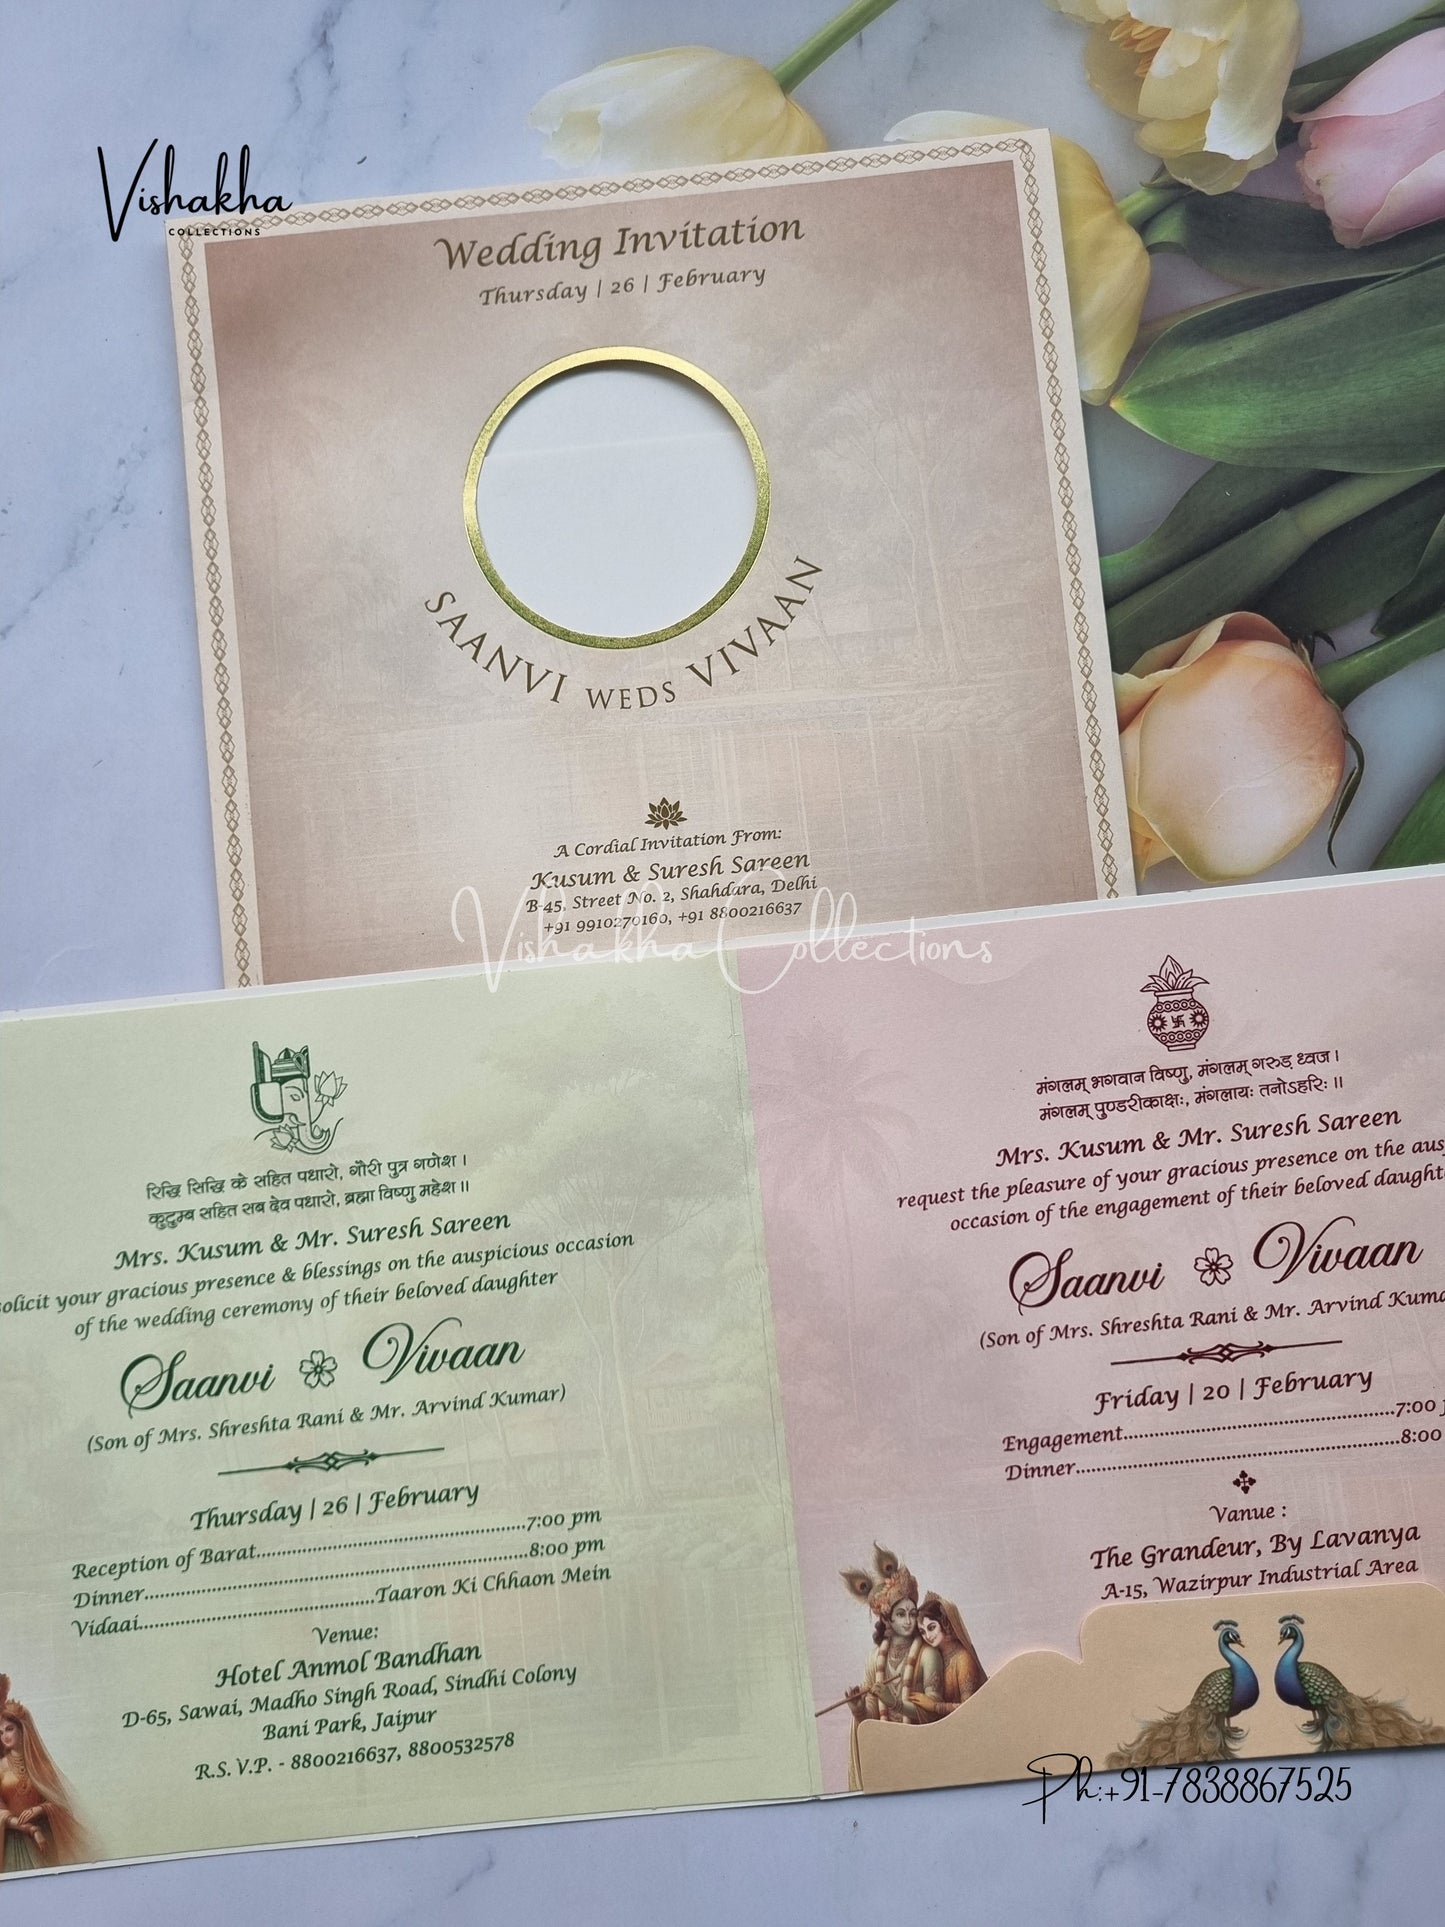 Vishakha
COLLECTIONS
Wedding Invitation
Thursday | 26 | February
SAANVI WEDS VIVAAN
A Cordial Invitation From:
Kusum & Suresh Sareen
B-45, Street No. 2, Shahdara, Delhi
+91 9910270160, +91 8800216637
Vishakha Collections
रिद्धि सिद्धि के सहित पधारो, गौरी पुत्र गणेश ।
कुटुम्ब सहित सब देव पधारो, ब्रह्मा विष्णु महेश ।।
Mrs. Kusum & Mr. Suresh Sareen
solicit your gracious presence & blessings on the auspicious occasion
of the wedding ceremony of their beloved daughter
Saanvi Vivaan
(Son of Mrs. Shreshta Rani & Mr. Arvind Kumar)
Thursday | 26 | February
Reception of Barat..................................................7:00 pm
Dinner..................................................8:00 pm
Vidaai..................................................Taaron Ki Chhaon Mein
Venue:
Hotel Anmol Bandhan
D-65, Sawai, Madho Singh Road, Sindhi Colony
Bani Park, Jaipur
R.S.V.P. - 8800216637, 8800532578
मंगलम् भगवान विष्णु, मंगलम् गरुड़ ध्वज ।
मंगलम् पुण्डरीकाक्षः, मंगलायः तनोऽहरिः ।।
Mrs. Kusum & Mr. Suresh Sareen
request the pleasure of your gracious presence on the
occasion of the engagement of their beloved
Saanvi Vivaan
(Son of Mrs. Shreshta Rani & Mr. Arvind
Friday | 20 | February
Engagement..................................................7:00
Dinner..................................................8:00
Vanue :
The Grandeur, By Lavanya
A-15, Wazirpur Industrial Area
Ph.:+91-7838867525